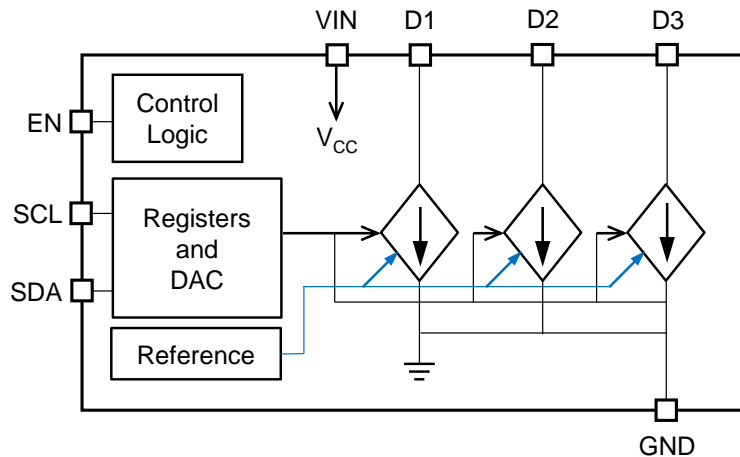 VIN D1 D2 D3
Control
Logic
EN
VCC
SCL
Registers
and
DAC
SDA
Reference
GND